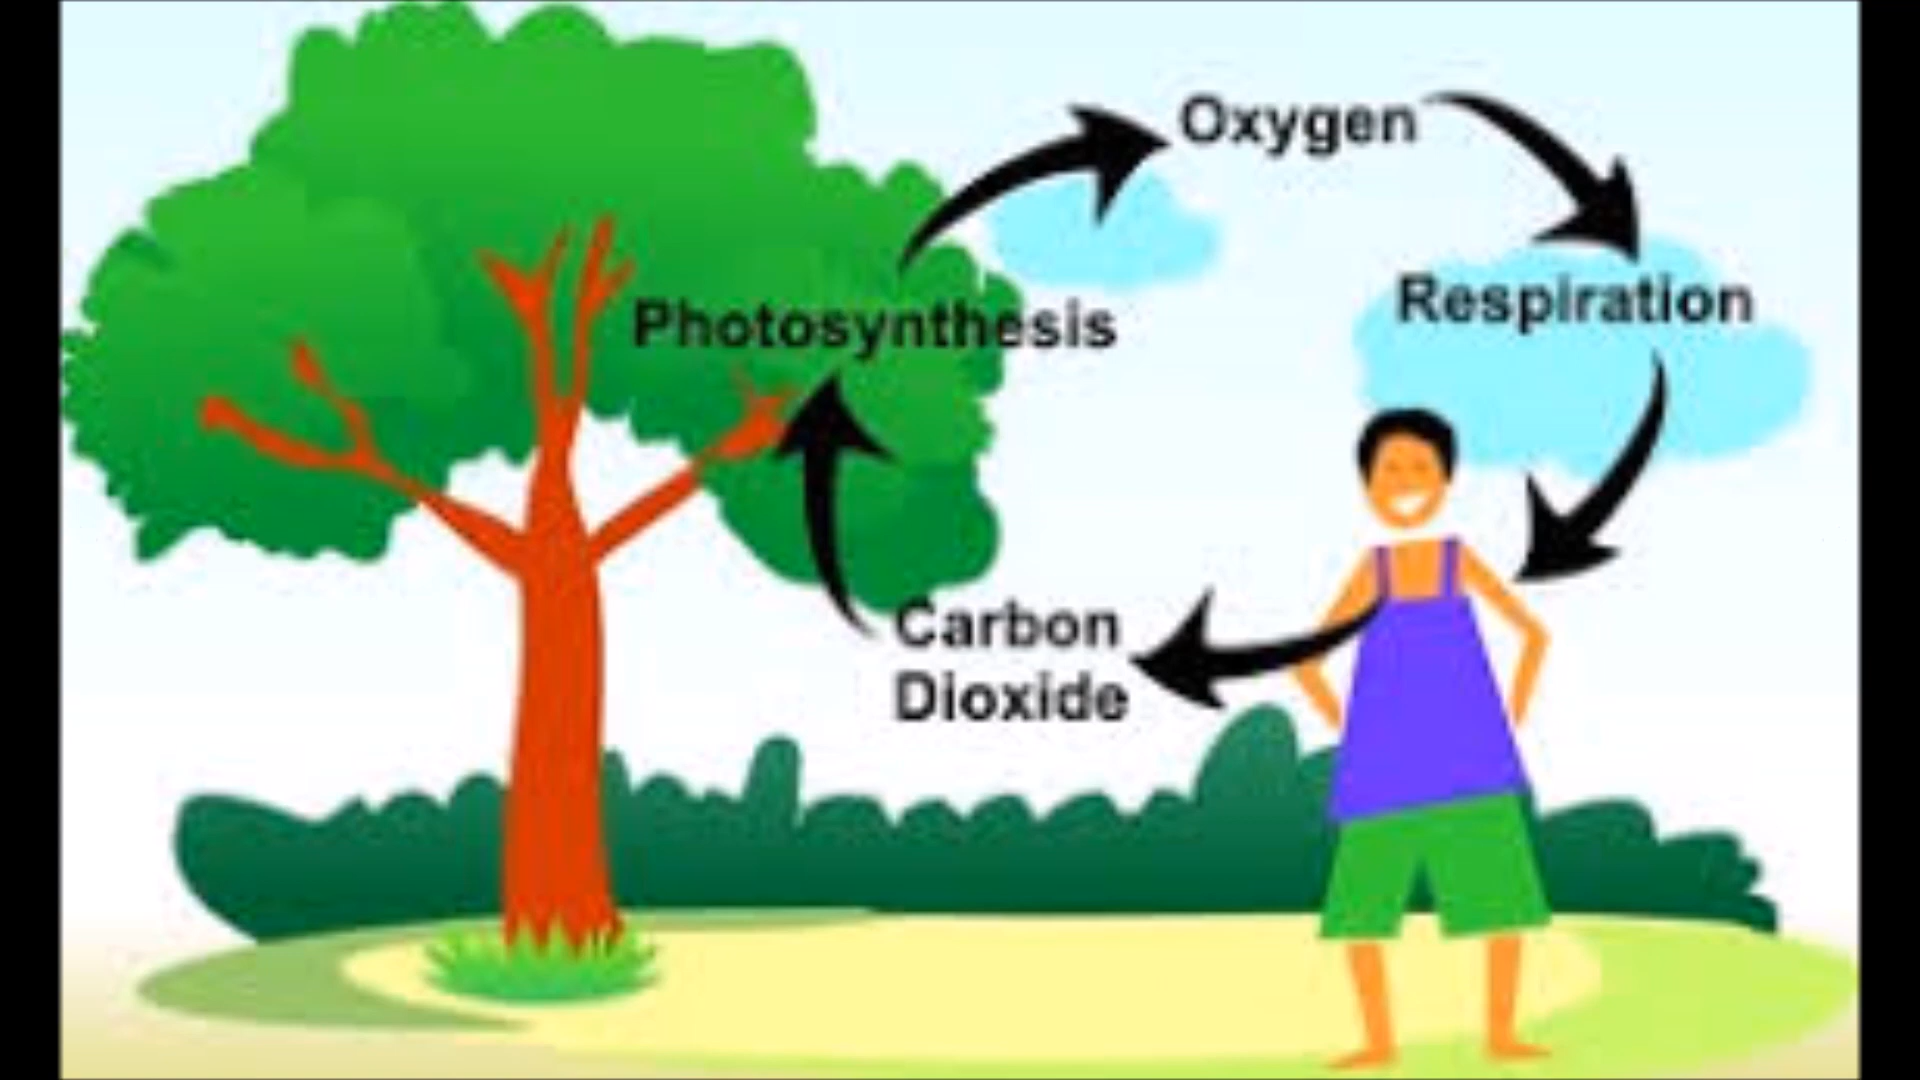 Oxygen
Respiration
Photosynthesis
Carbon
Dioxide